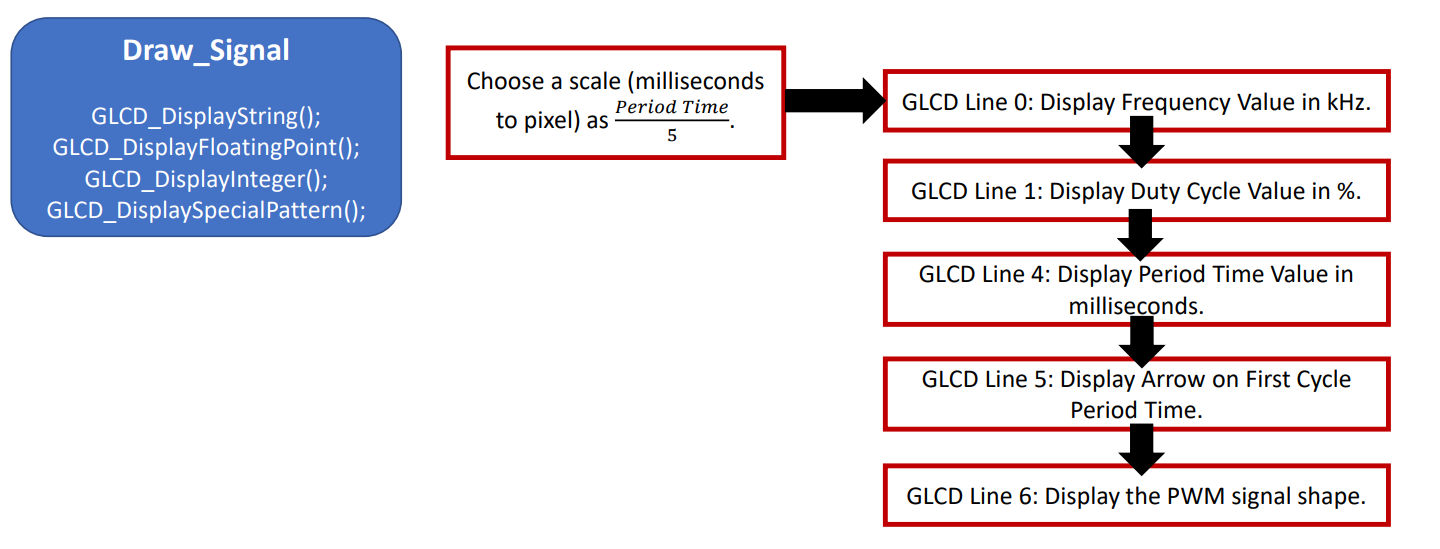 Draw_Signal
GLCD_DisplayString();
GLCD_DisplayFloatingPoint();
GLCD_DisplayInteger();
GLCD_DisplaySpecialPattern();
Choose a scale (milliseconds
to pixel) as Period Time/5.
GLCD Line 0: Display Frequency Value in kHz.
GLCD Line 1: Display Duty Cycle Value in %.
GLCD Line 4: Display Period Time Value in
milliseconds.
GLCD Line 5: Display Arrow on First Cycle
Period Time.
GLCD Line 6: Display the PWM signal shape.